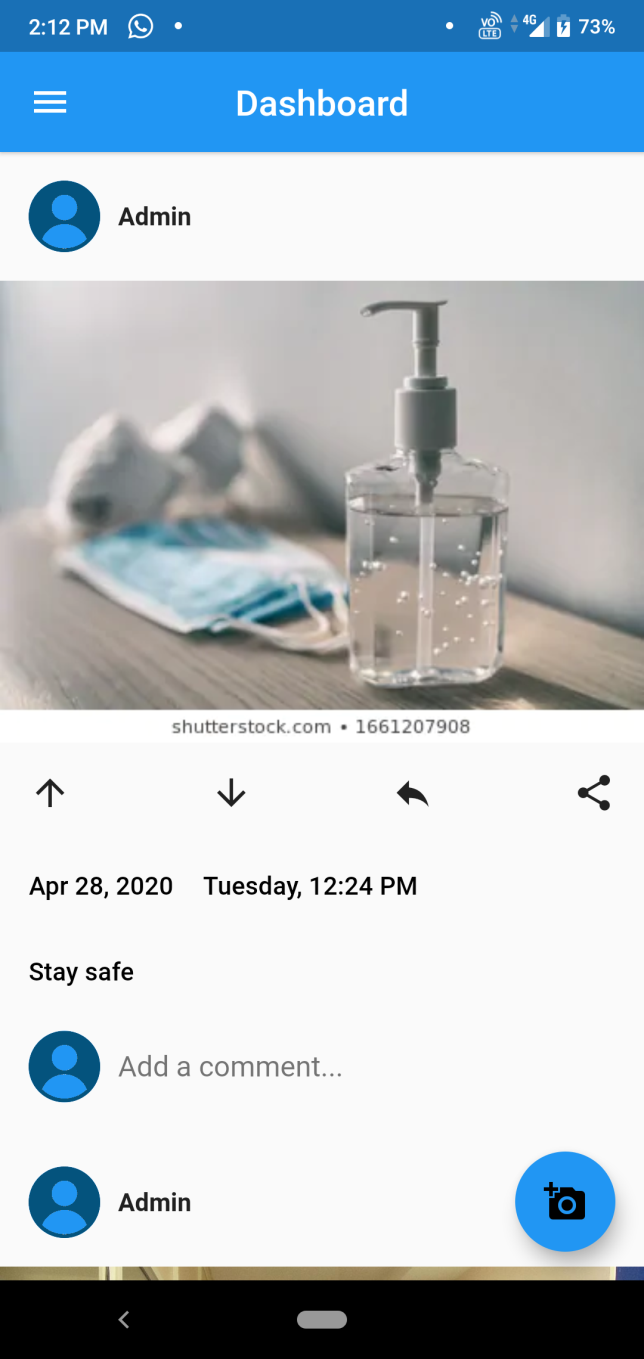 2:12 PM
VO LTE 4G 73%
Dashboard
Admin
shutterstock.com • 1661207908
Apr 28, 2020 Tuesday, 12:24 PM
Stay safe
Add a comment...
Admin